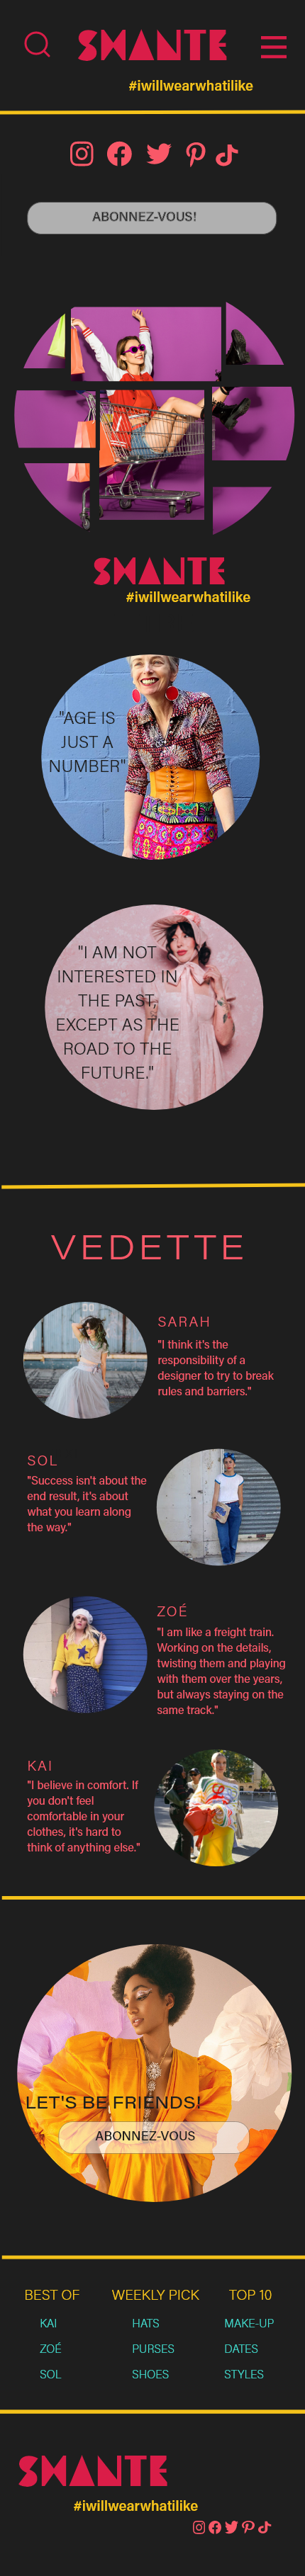 SHANTE
#iwillwearwhatilike
ABONNEZ-VOUS!
SHANTE
#iwillwearwhatilike
"AGE IS
JUST A
NUMBER"
"I AM NOT
INTERESTED IN
THE PAST,
EXCEPT AS THE
ROAD TO THE
FUTURE."
VEDETTE
SARAH
"I think it's the
responsibility of a
designer to try to break
rules and barriers."
SOL
"Success isn't about the
end result, it's about
what you learn along
the way."
ZOÉ
"I am like a freight train.
Working on the details,
twisting them and playing
with them over the years,
but always staying on the
same track."
KAI
"I believe in comfort. If
you don't feel
comfortable in your
clothes, it's hard to
think of anything else."
LET'S BE FRIENDS!
ABONNEZ-VOUS
BEST OF WEEKLY PICK TOP 10
KAI HATS MAKE-UP
ZOÉ PURSES DATES
SOL SHOES STYLES
SHANTE
#iwillwearwhatilike